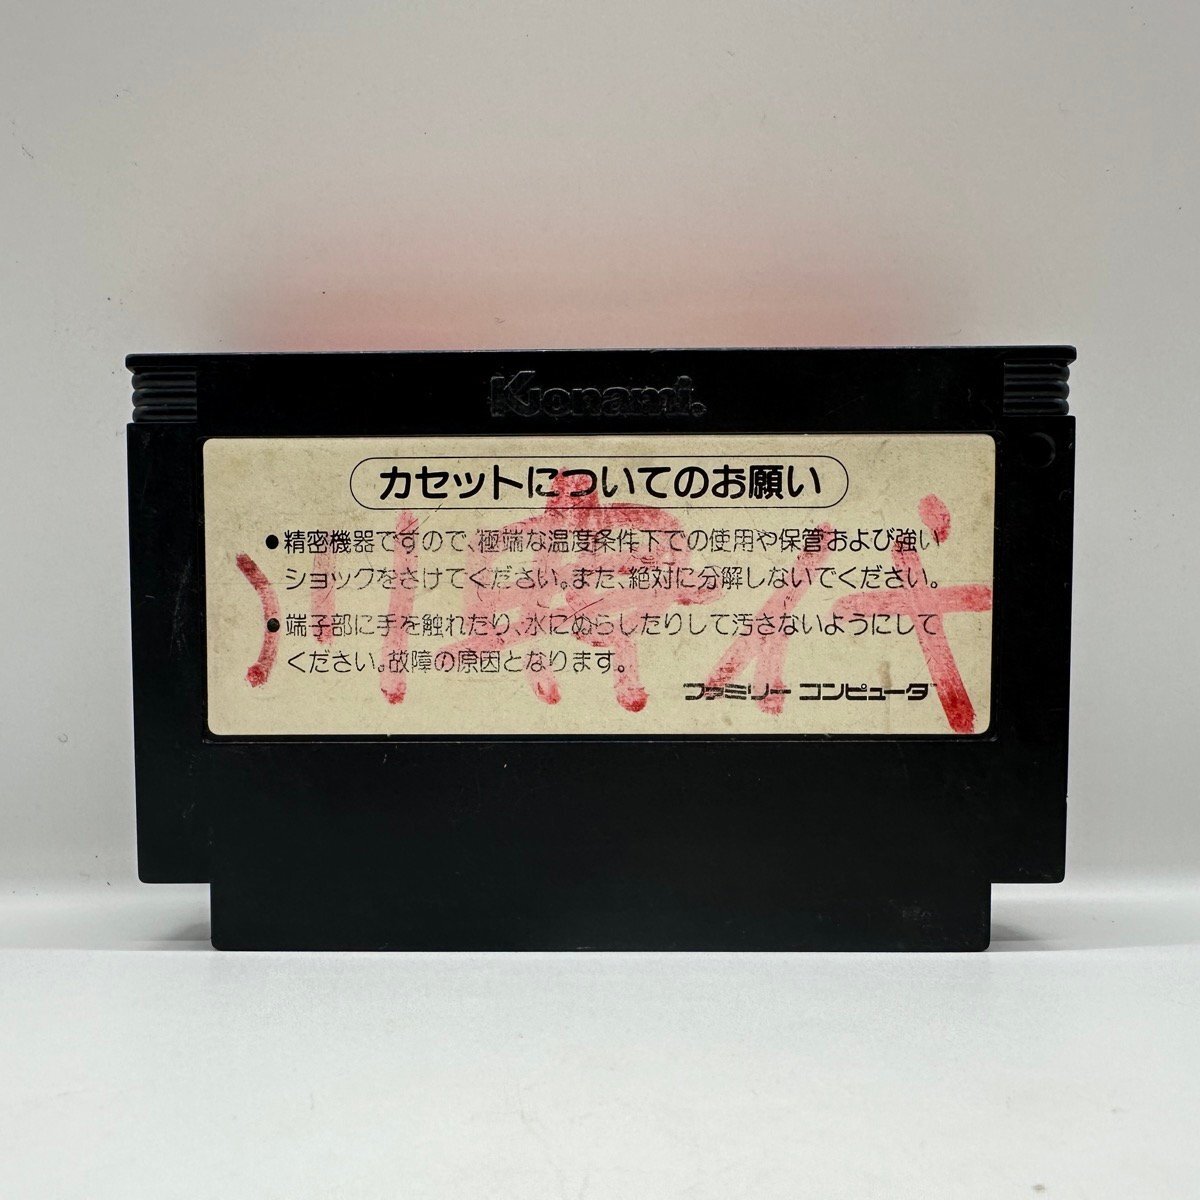 Konami.
カセットについてのお願い
●精密機器ですので、極端な温度条件下での使用や保管および強い
ショックをさけてください。また、絶対に分解しないでください。
●端子部に手を触れたり、水にぬらしたりして汚さないようにして
ください。故障の原因となります。
ファミリー コンピュータ